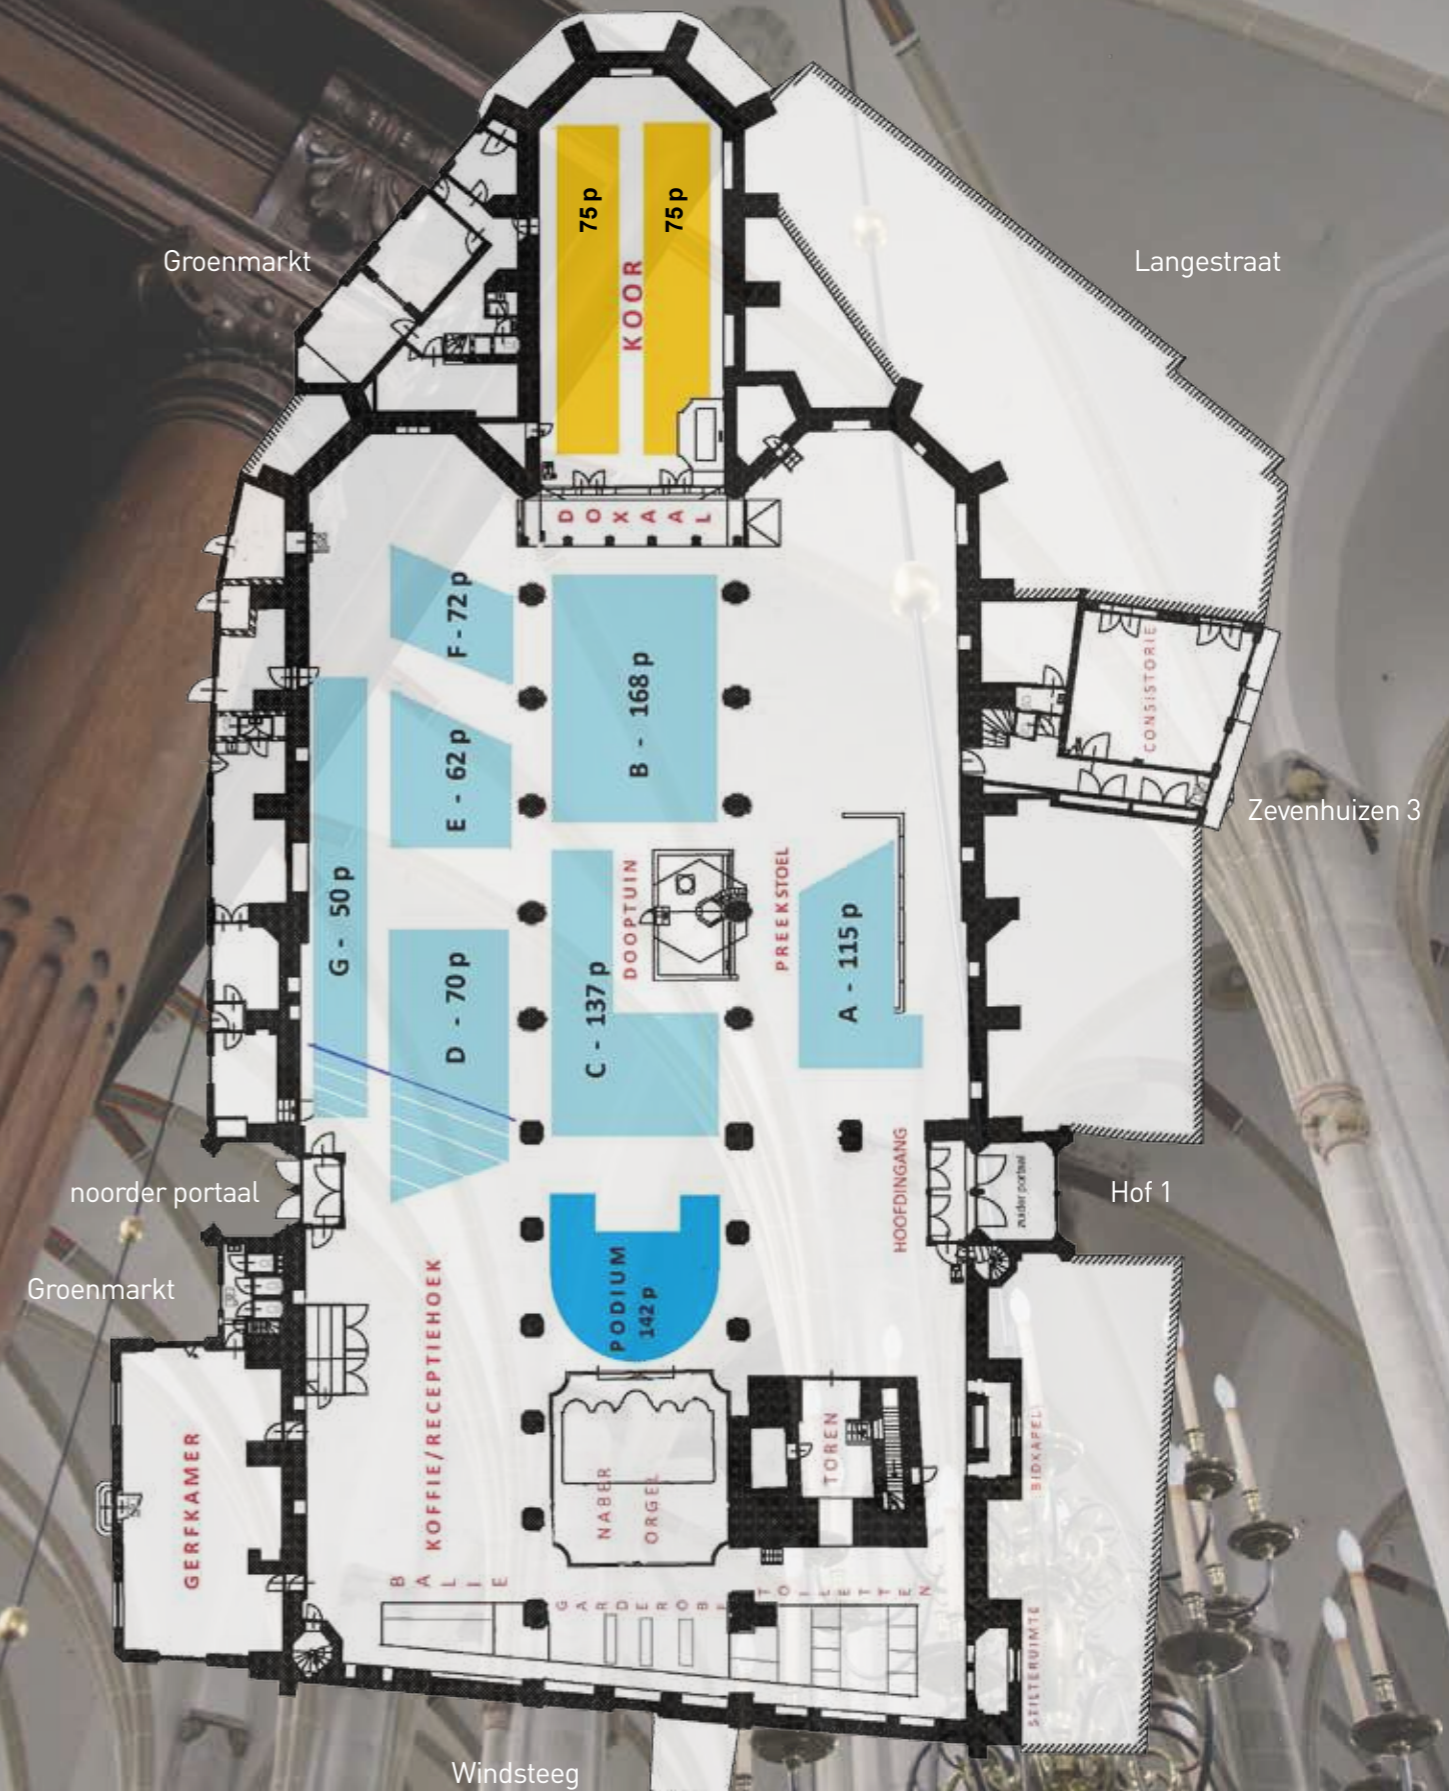 75 p
75 p
KOOR
Groenmarkt
Langestraat
DOXAAL
F - 72 p
E - 62 p
B - 168 p
G - 50 p
D - 70 p
C - 137 p
DOOPTUIN
PREEKSTOEL
A - 115 p
CONSISTORIE
Zevenhuizen 3
noorder portaal
HOOFDINGANG
zuider portaal
Hof 1
Groenmarkt
KOFFIE/RECEPTIEHOEK
PODIUM
142 p
GERFKAMER
NABER
ORGEL
TOREN
BIDKAPEL
BALIE
GARDEROBE
TOILETTEN
STILTERUIMTE
Windsteeg